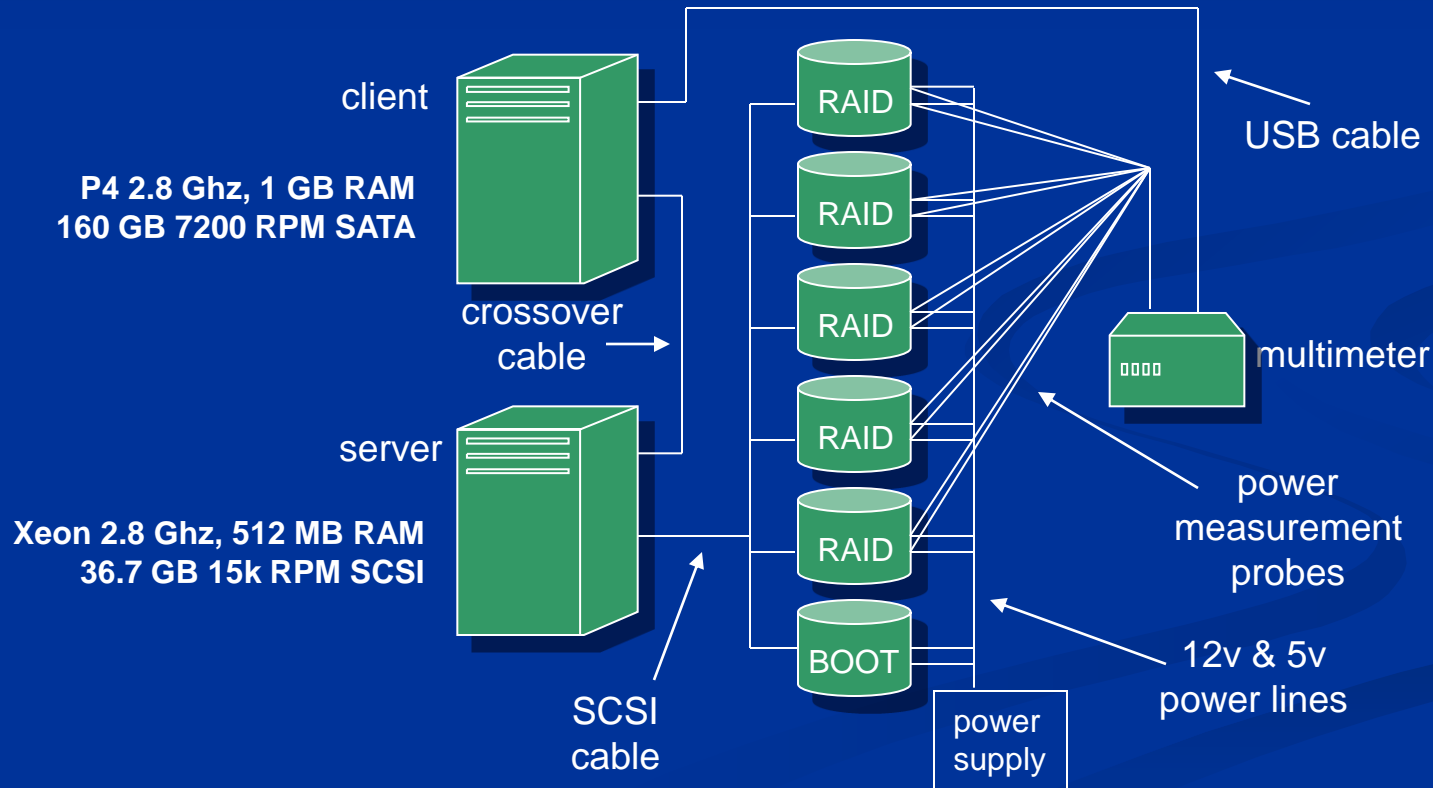 client
P4 2.8 Ghz, 1 GB RAM
160 GB 7200 RPM SATA
crossover
cable
server
Xeon 2.8 Ghz, 512 MB RAM
36.7 GB 15k RPM SCSI
SCSI
cable
RAID
RAID
RAID
RAID
RAID
BOOT
USB cable
multimeter
power
measurement
probes
12v & 5v
power lines
power
supply